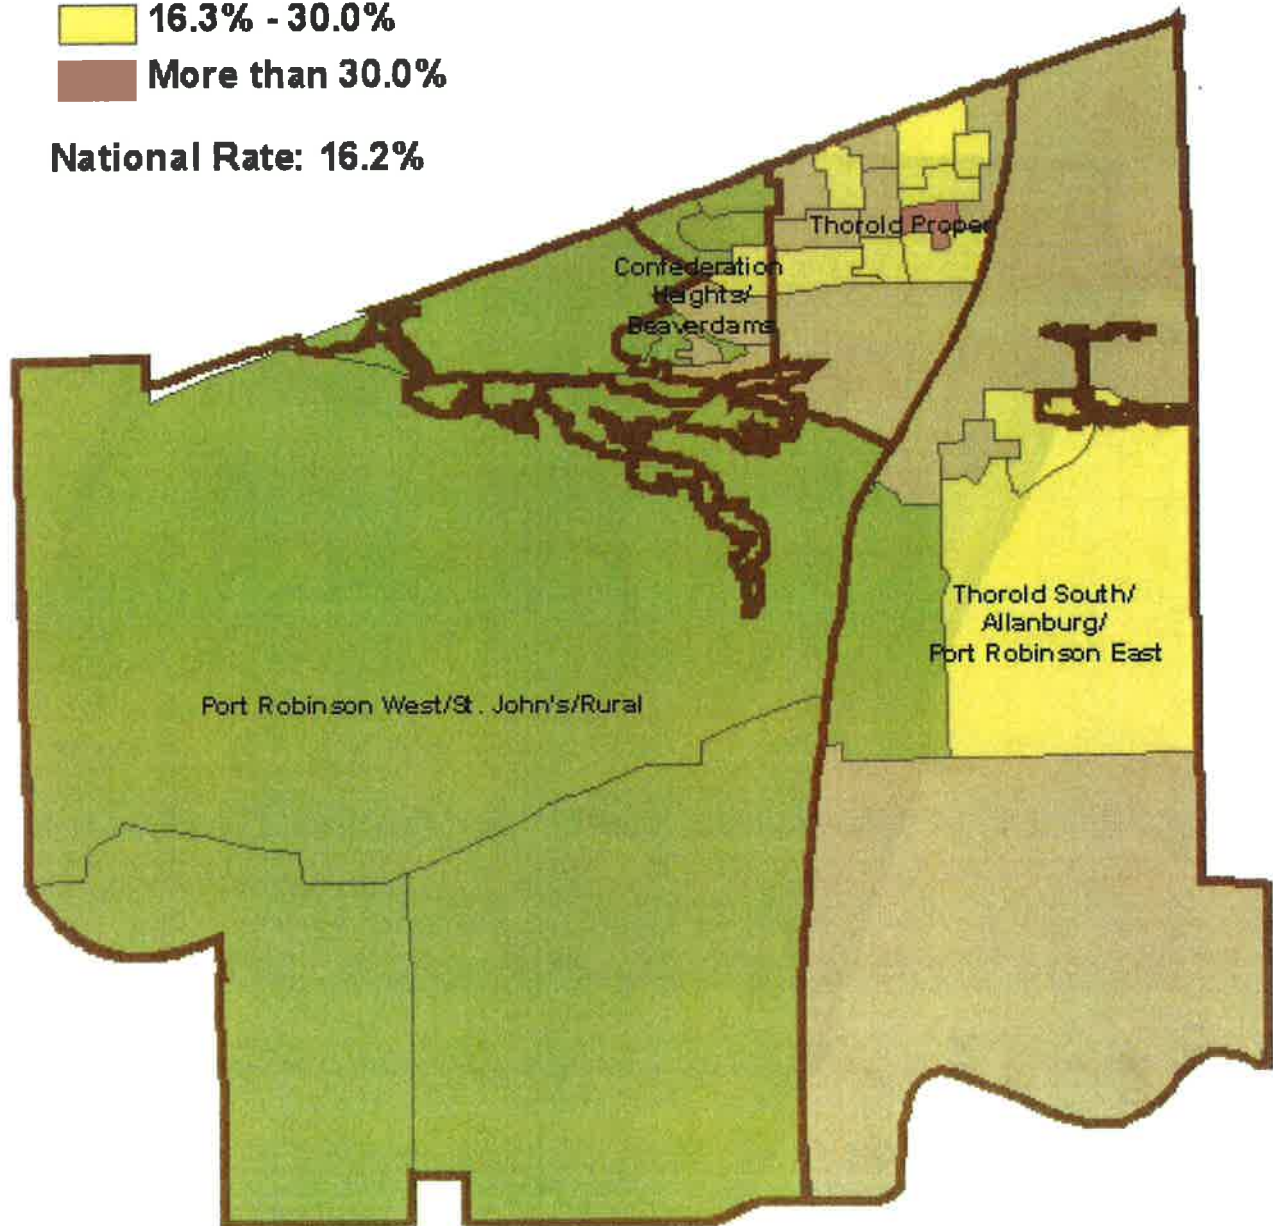 16.3% - 30.0%
More than 30.0%
National Rate: 16.2%
Thorold Proper
Confederation
Heights/
Beaverdams
Thorold South/
Allanburg/
Port Robinson East
Port Robinson West/St. John's/Rural